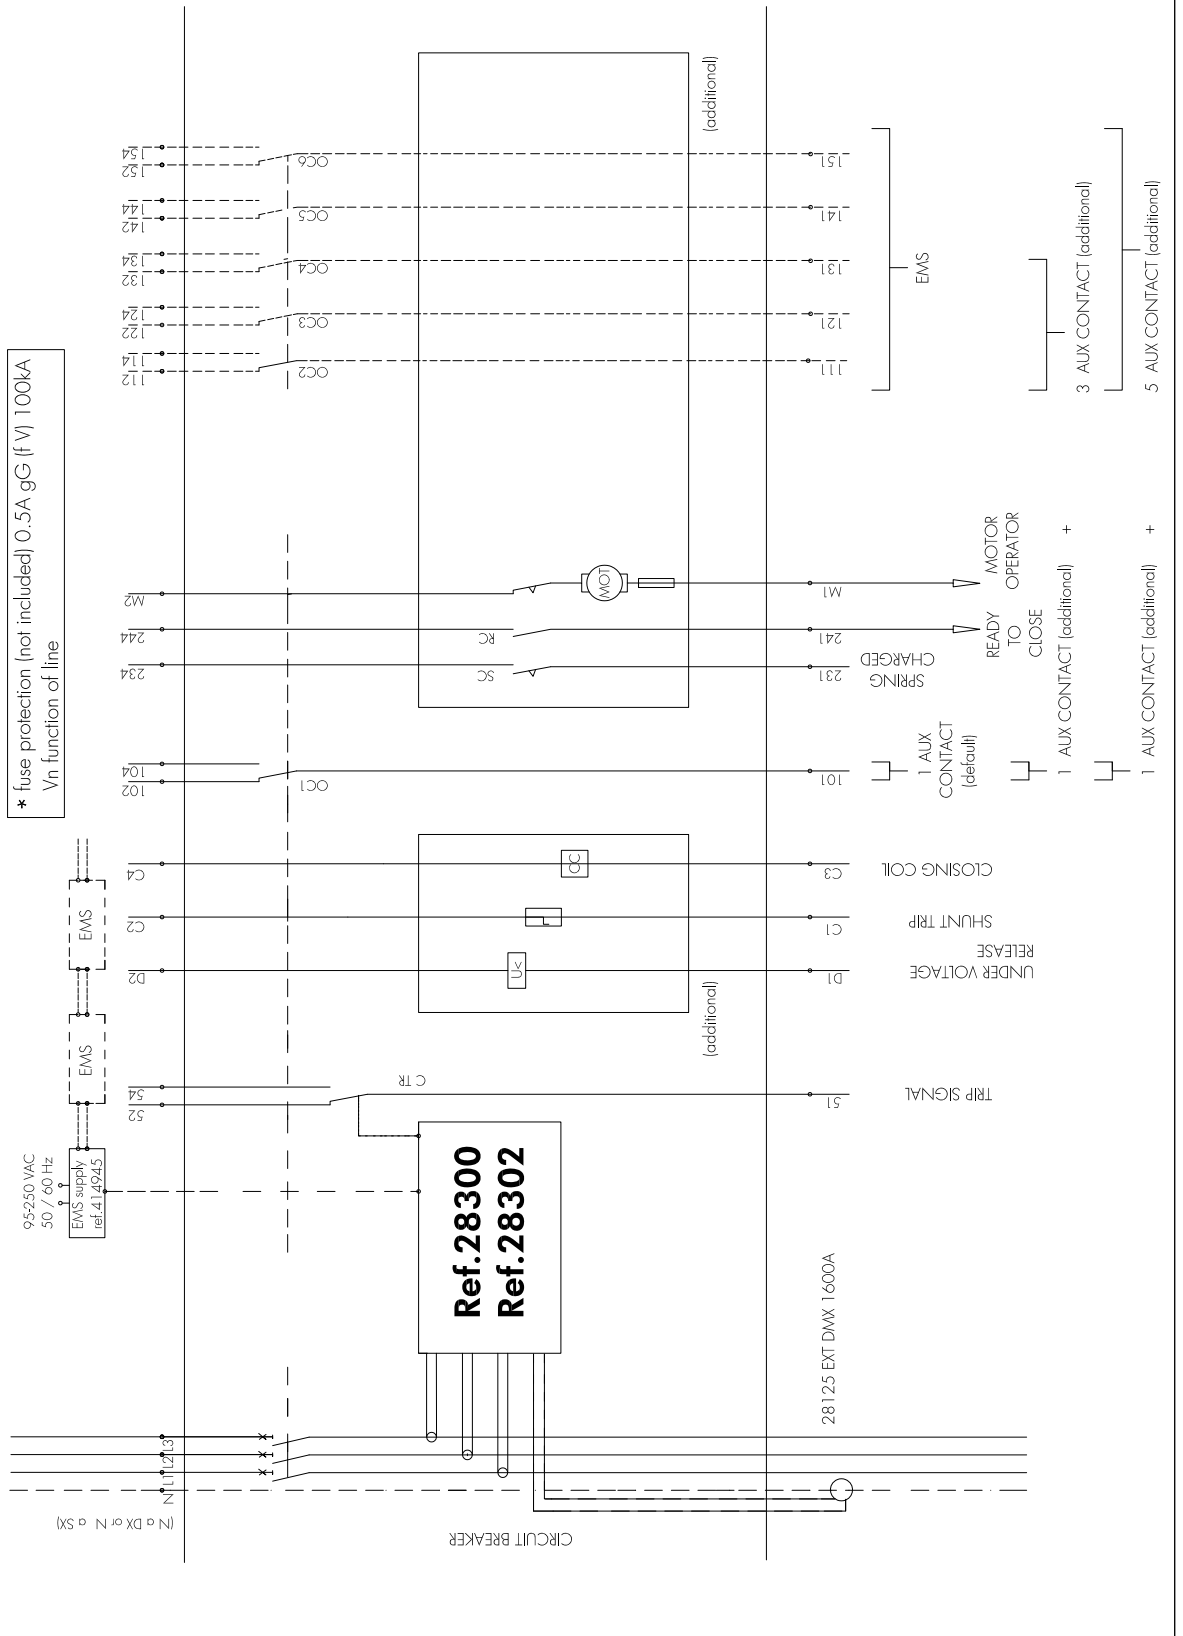 * fuse protection (not included) 0.5A gG (f V) 100kA
Vn function of line
(additional)
154
152
144
142
134
132
124
122
114
112
OC6
OC5
OC4
OC3
OC2
151
141
131
121
111
EMS
3 AUX CONTACT (additional)
5 AUX CONTACT (additional)
M2
244
234
RC
SC
MOT
M1
241
231
MOTOR
OPERATOR
READY
TO
CLOSE
SPRING
CHARGED
104
102
OC1
101
1 AUX
CONTACT
(default)
1 AUX CONTACT (additional) +
1 AUX CONTACT (additional) +
C4
C2
D2
CC
U<
C3
C1
D1
CLOSING COIL
SHUNT TRIP
UNDER VOLTAGE
RELEASE
(additional)
EMS
EMS
95-250 VAC
50 / 60 Hz
EMS supply
ref.414945
54
52
CTR
51
TRIP SIGNAL
Ref.28300
Ref.28302
28125 EXT DMX 1600A
N
L1
L2
L3
(N a DX or N a SX)
CIRCUIT BREAKER